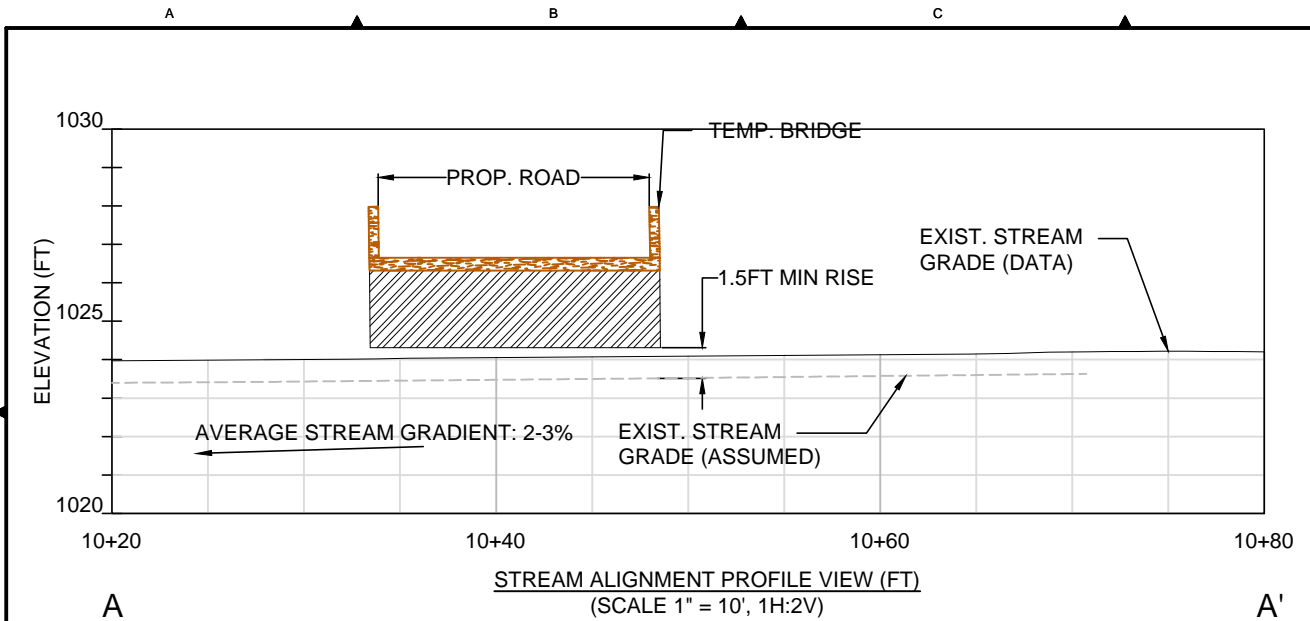 A B C
1030
TEMP. BRIDGE
PROP. ROAD
EXIST. STREAM
GRADE (DATA)
1.5FT MIN RISE
1025
ELEVATION (FT)
AVERAGE STREAM GRADIENT: 2-3%
EXIST. STREAM
GRADE (ASSUMED)
1020
10+20 10+40 10+60 10+80
STREAM ALIGNMENT PROFILE VIEW (FT)
(SCALE 1" = 10', 1H:2V)
A A'